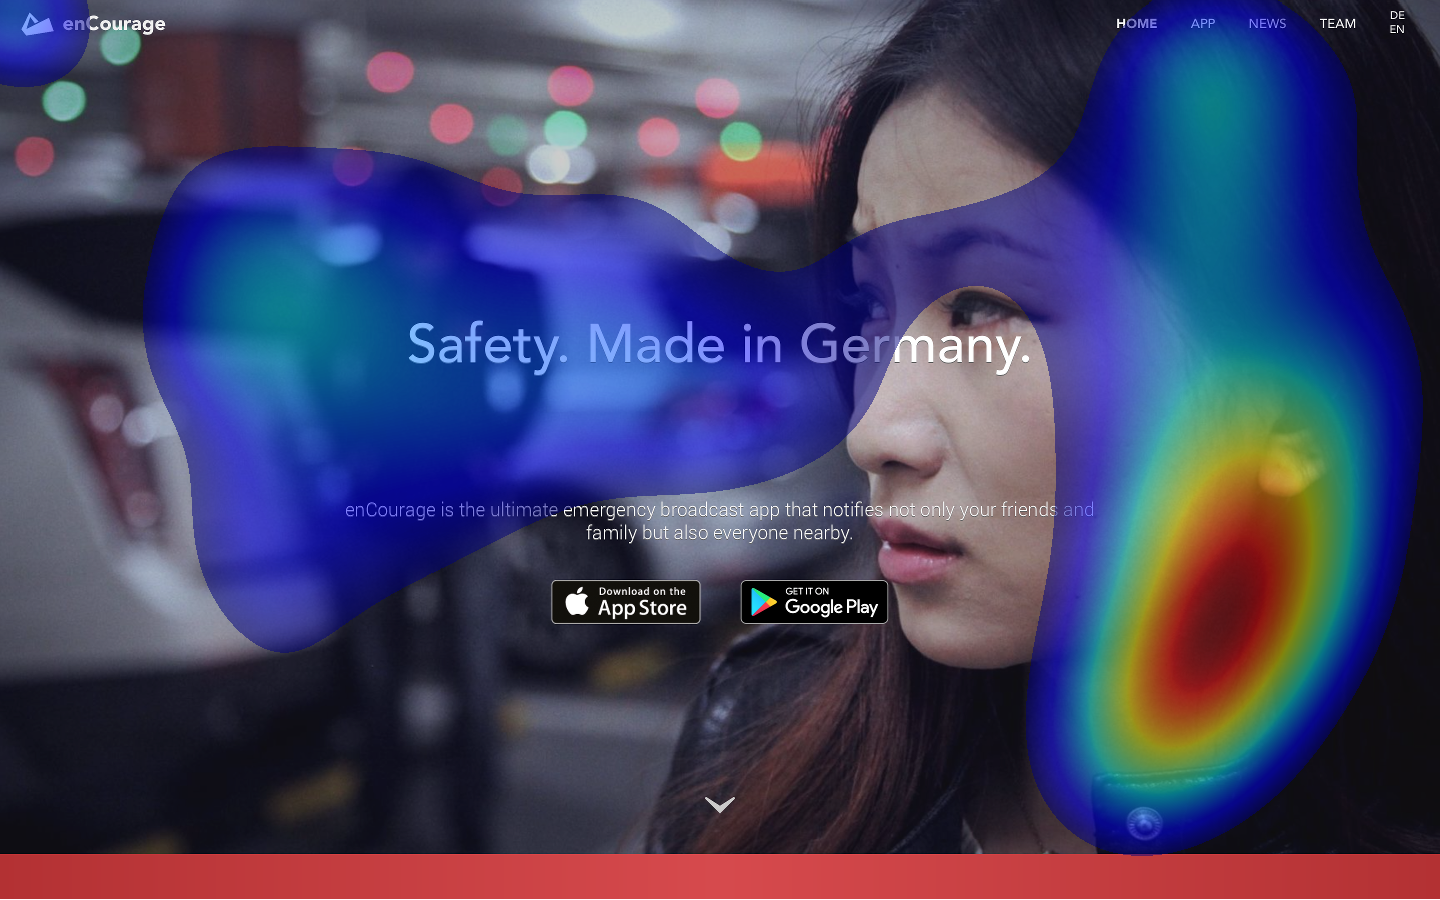 enCourage
HOME
APP
NEWS
TEAM
DE
EN
Safety. Made in Germany.
enCourage is the ultimate emergency broadcast app that notifies not only your friends and
family but also everyone nearby.
Download on the
App Store
GET IT ON
Google Play